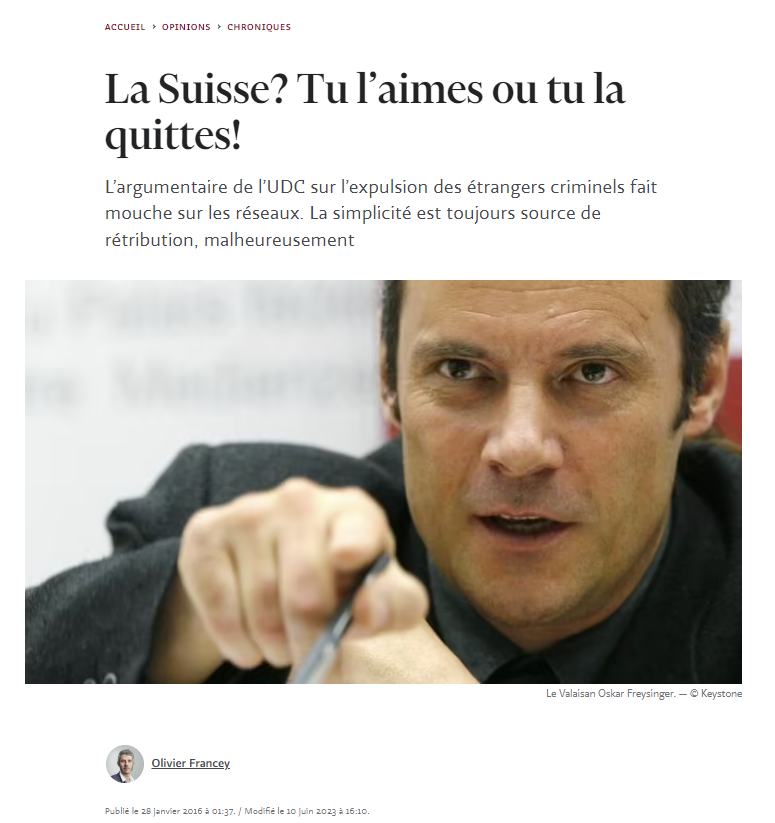 ACCUEIL > OPINIONS > CHRONIQUES
La Suisse? Tu l'aimes ou tu la
quittes!
L'argumentaire de l'UDC sur l'expulsion des étrangers criminels fait
mouche sur les réseaux. La simplicité est toujours source de
rétribution, malheureusement
Le Valaisan Oskar Freysinger. — © Keystone
Olivier Francey
Publié le 28 janvier 2016 à 01:37. / Modifié le 10 juin 2023 à 16:10.